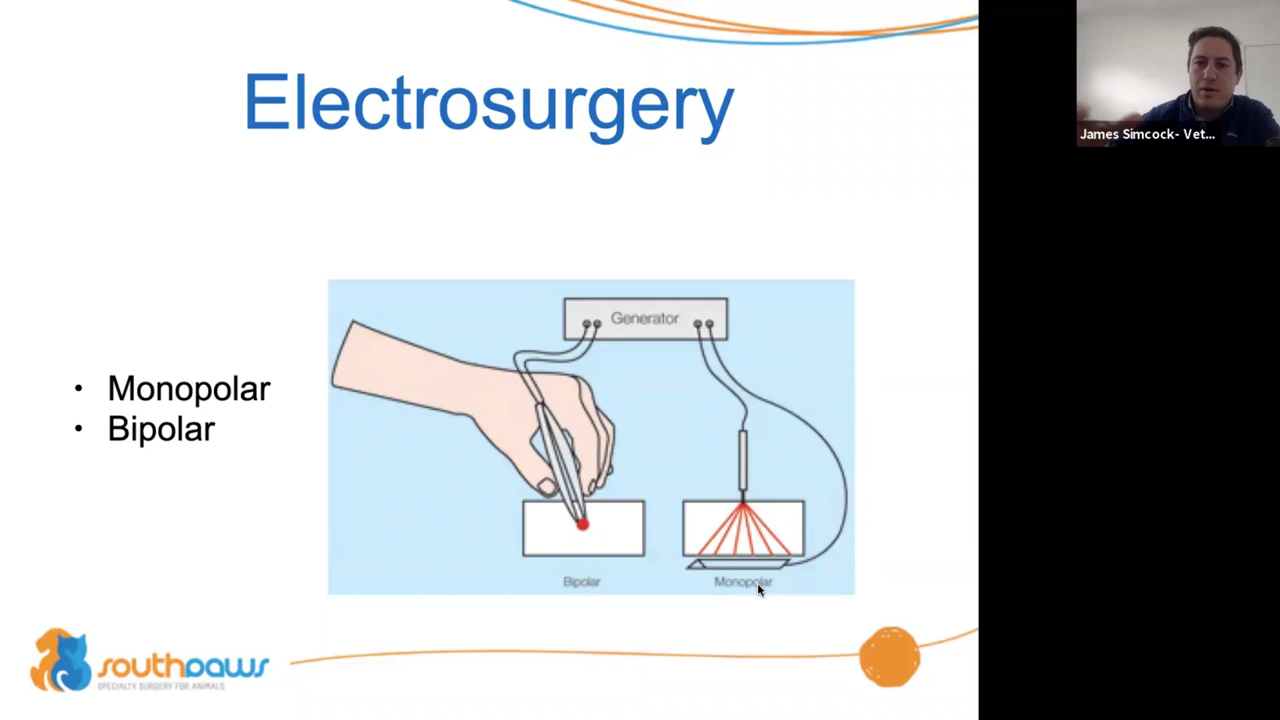 Electrosurgery
James Simcock- Vet...
Generator
• Monopolar
• Bipolar
Bipolar
Monopolar
southpaws
SPECIALTY SURGERY FOR ANIMALS